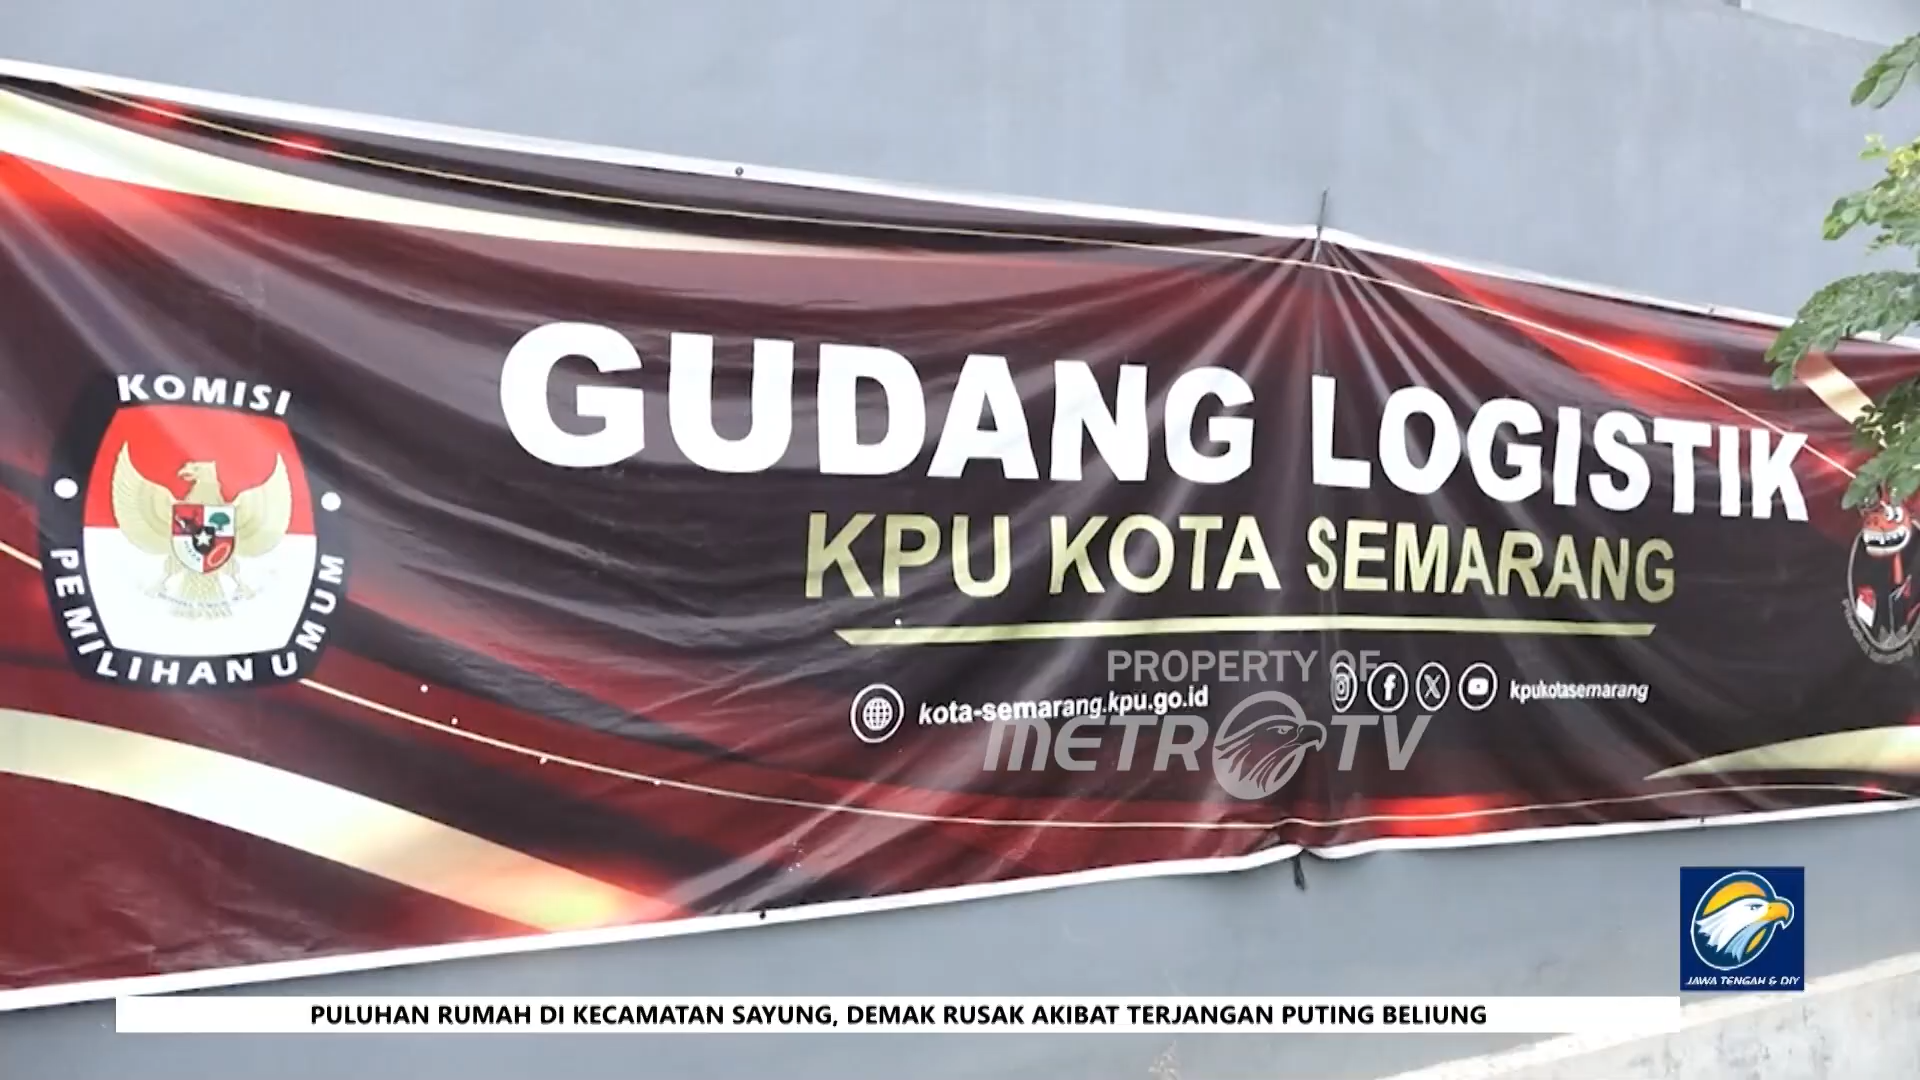 KOMISI
PEMILIHAN UMUM
GUDANG LOGISTIK
KPU KOTA SEMARANG
kota-semarang.kpu.go.id
kpukotasemarang
PROPERTY OF
METRO TV
JAWA TENGAH & DIY
PULUHAN RUMAH DI KECAMATAN SAYUNG, DEMAK RUSAK AKIBAT TERJANGAN PUTING BELIUNG